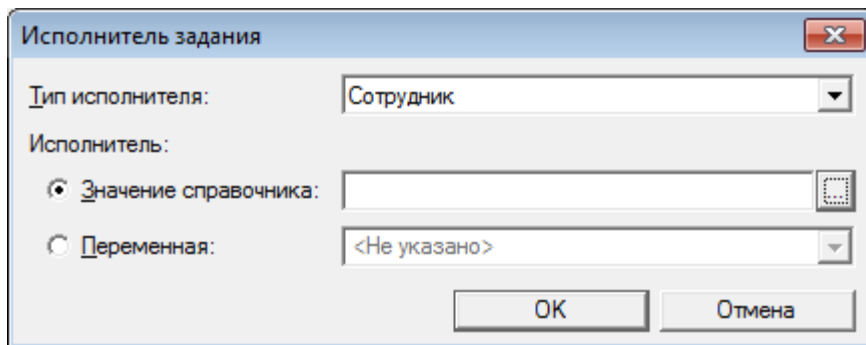 Исполнитель задания
Тип исполнителя: Сотрудник
Исполнитель:
Значение справочника: ...
Переменная: <Не указано>
OK Отмена